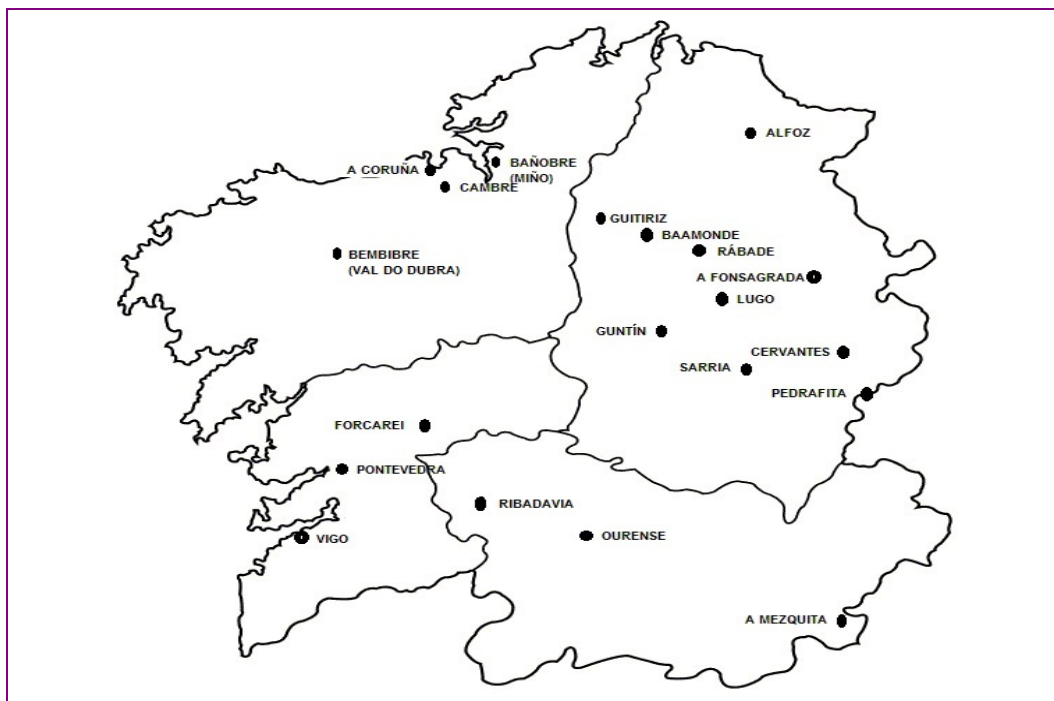 ALFOZ
A CORUÑA
BAÑOBRE
(MIÑO)
CAMBRE
GUITIRIZ
BAAMONDE
RÁBADE
BEMBIBRE
(VAL DO DUBRA)
A FONSAGRADA
LUGO
GUNTÍN
CERVANTES
SARRIA
PEDRAFITA
FORCAREI
PONTEVEDRA
RIBADAVIA
VIGO
OURENSE
A MEZQUITA